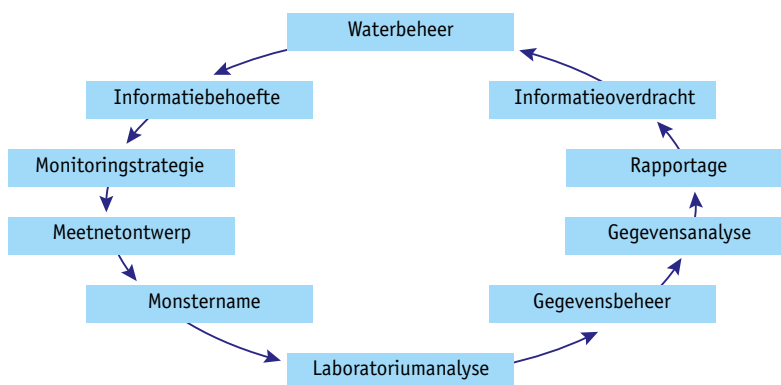 Waterbeheer
Informatiebehoefte
Informatieoverdracht
Monitoringstrategie
Rapportage
Meetnetontwerp
Gegevensanalyse
Monstername
Gegevensbeheer
Laboratoriumanalyse